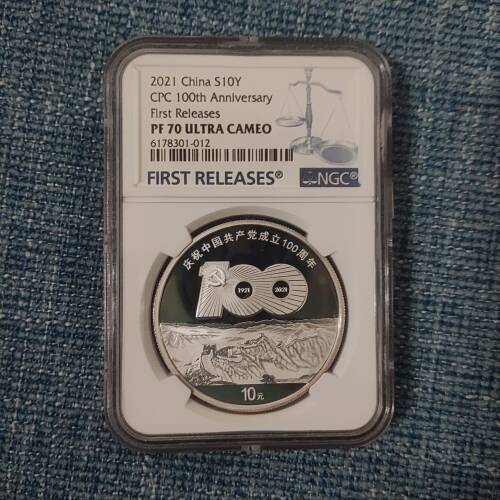 2021 China S10Y
CPC 100th Anniversary
First Releases
PF 70 ULTRA CAMEO
6178301-012
FIRST RELEASES®
NGC®
庆祝中国共产党成立100周年
100
1921 2021
10元